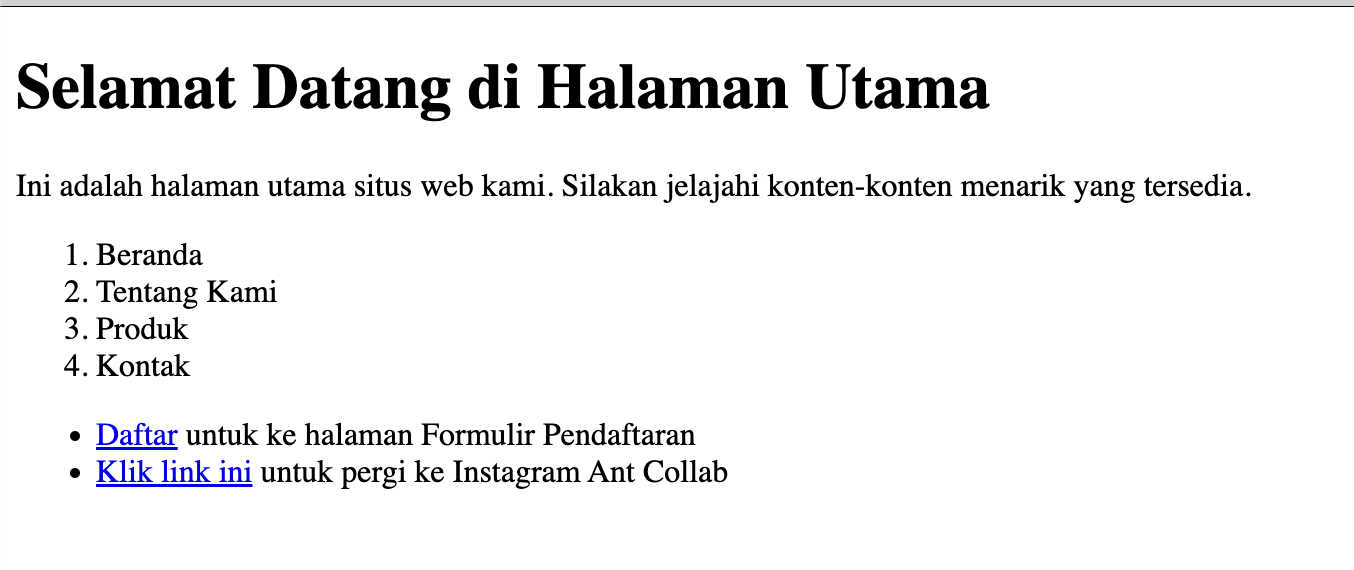 Selamat Datang di Halaman Utama
Ini adalah halaman utama situs web kami. Silakan jelajahi konten-konten menarik yang tersedia.
1. Beranda
2. Tentang Kami
3. Produk
4. Kontak
• Daftar untuk ke halaman Formulir Pendaftaran
• Klik link ini untuk pergi ke Instagram Ant Collab